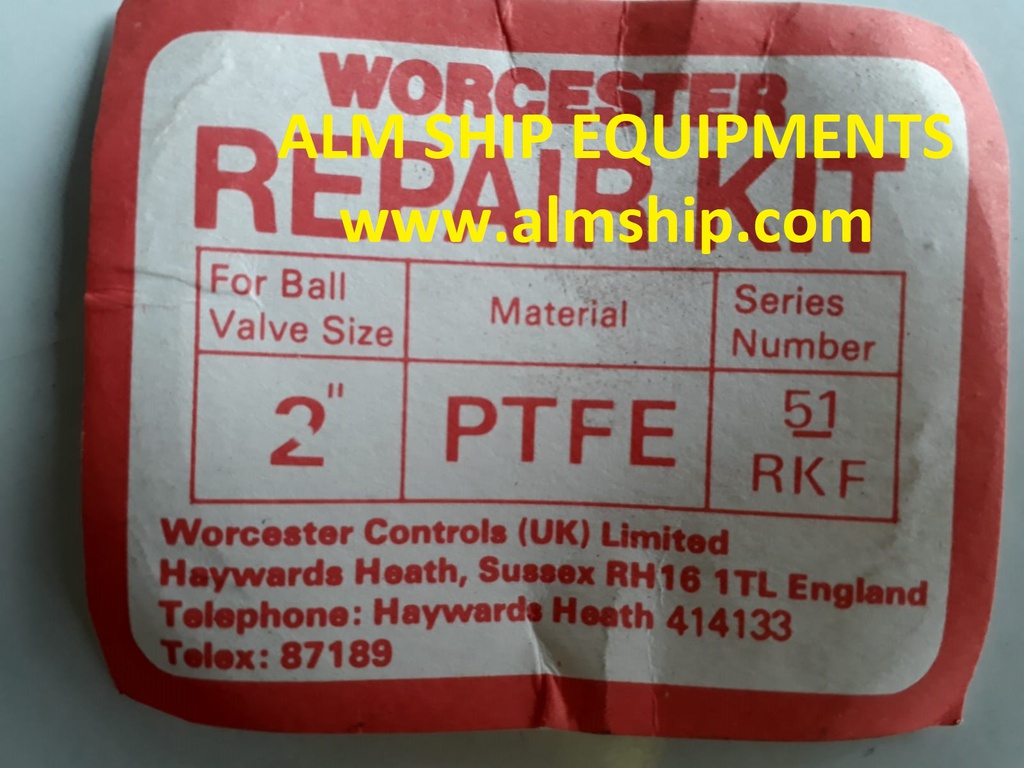 WORCESTER
ALM SHIP EQUIPMENTS
REPAIR KIT
www.almship.com
For Ball
Valve Size
Material
Series
Number
2"
PTFE
51
RKF
Worcester Controls (UK) Limited
Haywards Heath, Sussex RH16 1TL England
Telephone: Haywards Heath 414133
Telex: 87189